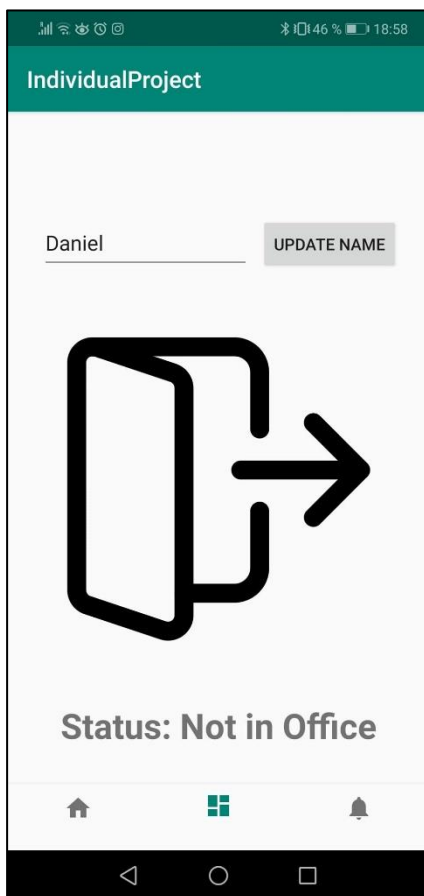 46 % 18:58
IndividualProject
Daniel UPDATE NAME
Status: Not in Office